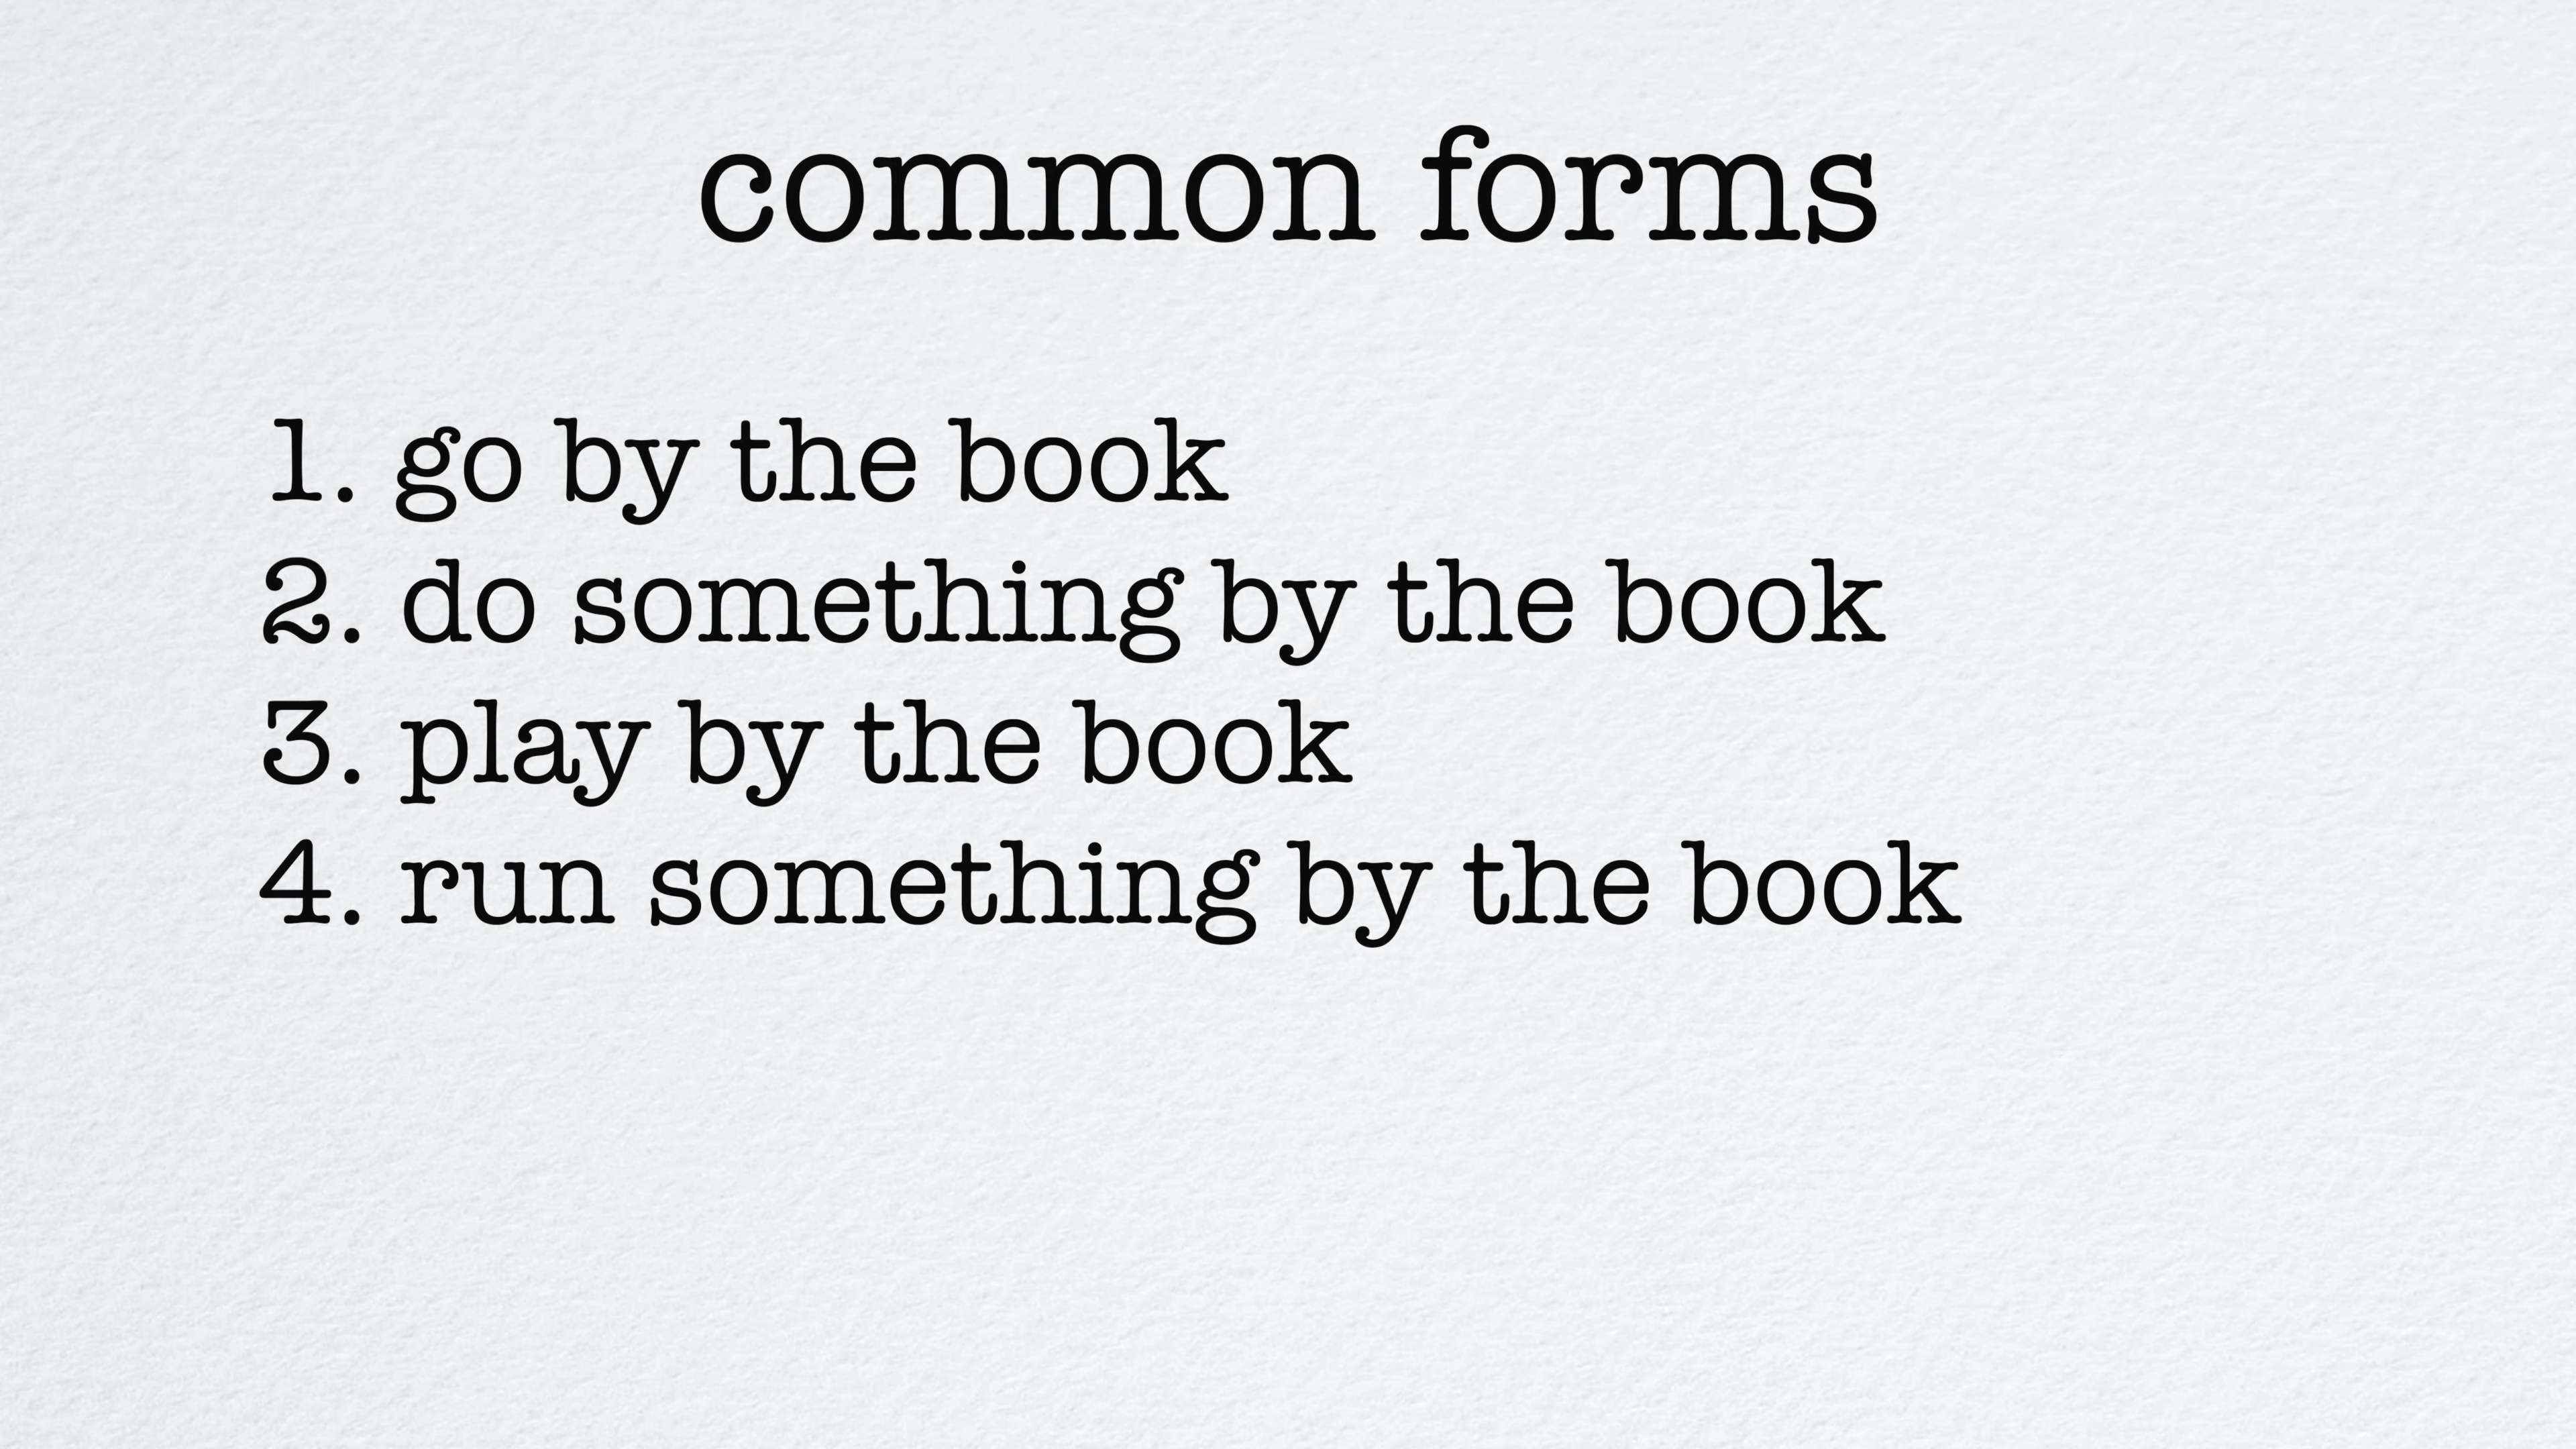 common forms
1. go by the book
2. do something by the book
3. play by the book
4. run something by the book